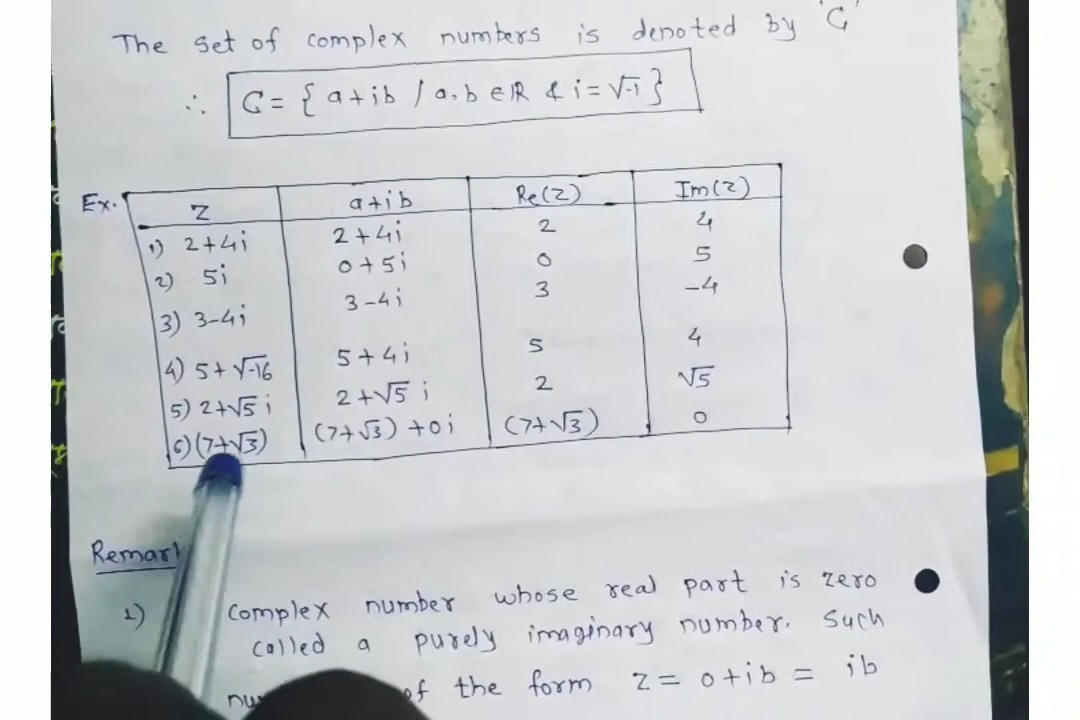 The set of complex numbers is denoted by 'C'
∴ C = { a+ib / a,b ∈ ℝ & i = √-1 }
Ex. z a+ib Re(z) Im(z)
1) 2+4i 2+4i 2 4
2) 5i 0+5i 0 5
3) 3-4i 3-4i 3 -4
4) 5+√-16 5+4i 5 4
5) 2+√5 i 2+√5 i 2 √5
6) (7+√3) (7+√3)+0i (7+√3) 0
Remar
1) complex number whose real part is zero
called a purely imaginary number. Such
nu of the form z = 0+ib = ib